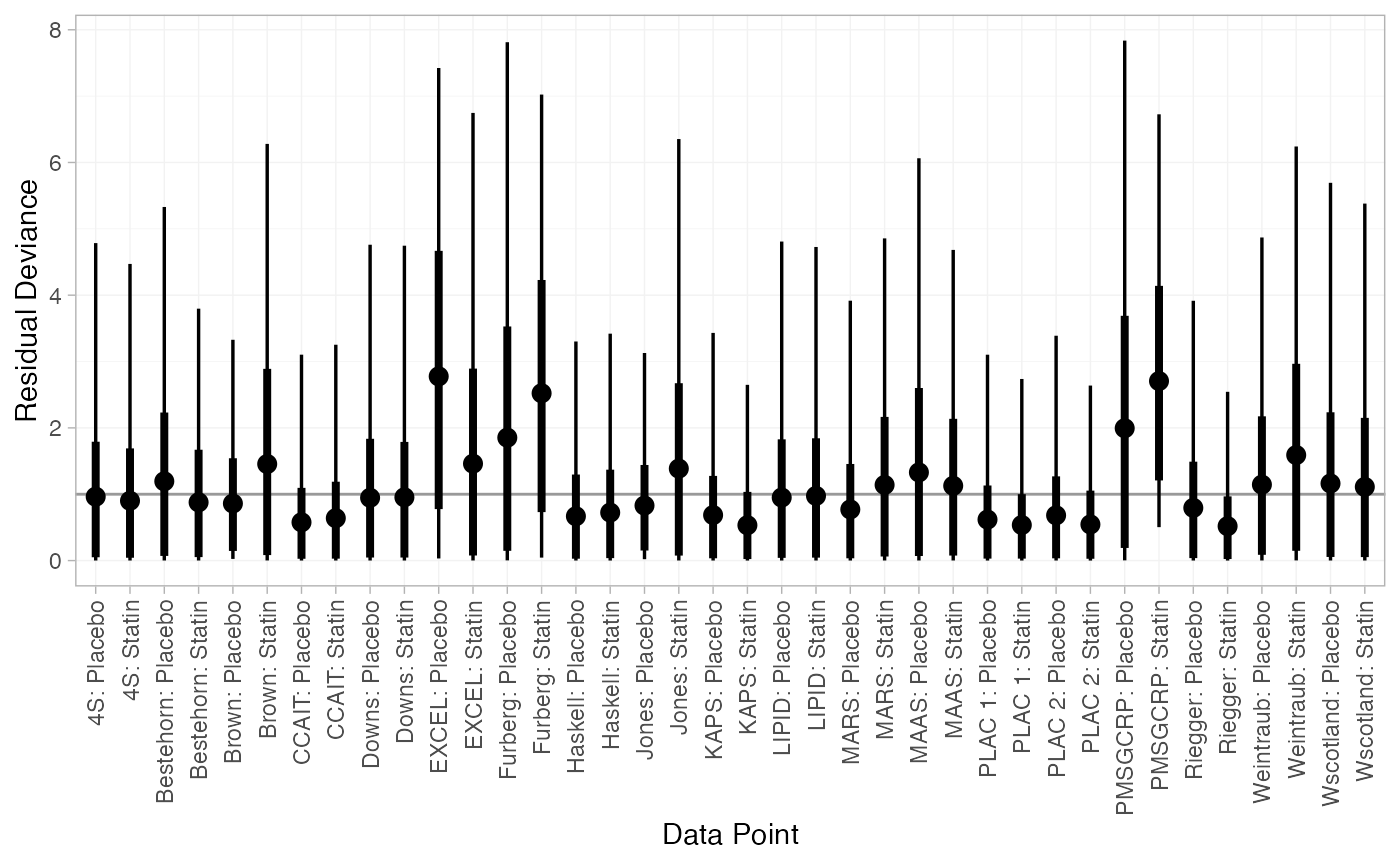 8
6
4
2
0
Residual Deviance
4S: Placebo
4S: Statin
Bestehorn: Placebo
Bestehorn: Statin
Brown: Placebo
Brown: Statin
CCAIT: Placebo
CCAIT: Statin
Downs: Placebo
Downs: Statin
EXCEL: Placebo
EXCEL: Statin
Furberg: Placebo
Furberg: Statin
Haskell: Placebo
Haskell: Statin
Jones: Placebo
Jones: Statin
KAPS: Placebo
KAPS: Statin
LIPID: Placebo
LIPID: Statin
MARS: Placebo
MARS: Statin
MAAS: Placebo
MAAS: Statin
PLAC 1: Placebo
PLAC 1: Statin
PLAC 2: Placebo
PLAC 2: Statin
PMSGCRP: Placebo
PMSGCRP: Statin
Riegger: Placebo
Riegger: Statin
Weintraub: Placebo
Weintraub: Statin
Wscotland: Placebo
Wscotland: Statin
Data Point